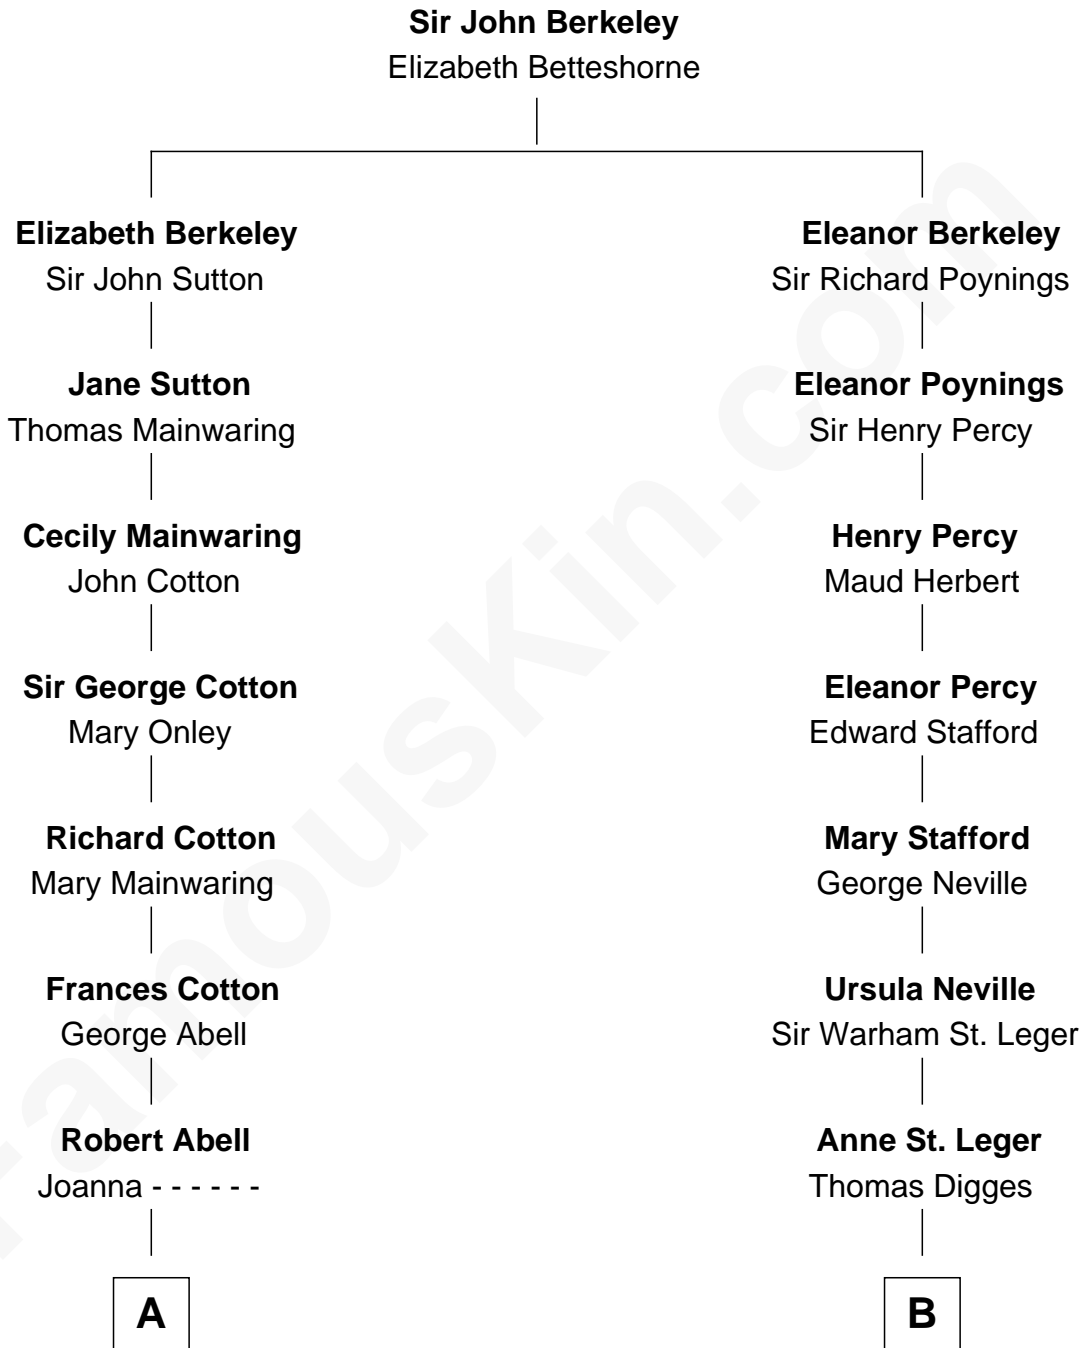 Sir John Berkeley
Elizabeth Betteshorne
Elizabeth Berkeley
Sir John Sutton
Jane Sutton
Thomas Mainwaring
Cecily Mainwaring
John Cotton
Sir George Cotton
Mary Onley
Richard Cotton
Mary Mainwaring
Frances Cotton
George Abell
Robert Abell
Joanna - - - - - -
A
Eleanor Berkeley
Sir Richard Poynings
Eleanor Poynings
Sir Henry Percy
Henry Percy
Maud Herbert
Eleanor Percy
Edward Stafford
Mary Stafford
George Neville
Ursula Neville
Sir Warham St. Leger
Anne St. Leger
Thomas Digges
B
FamousKin.com